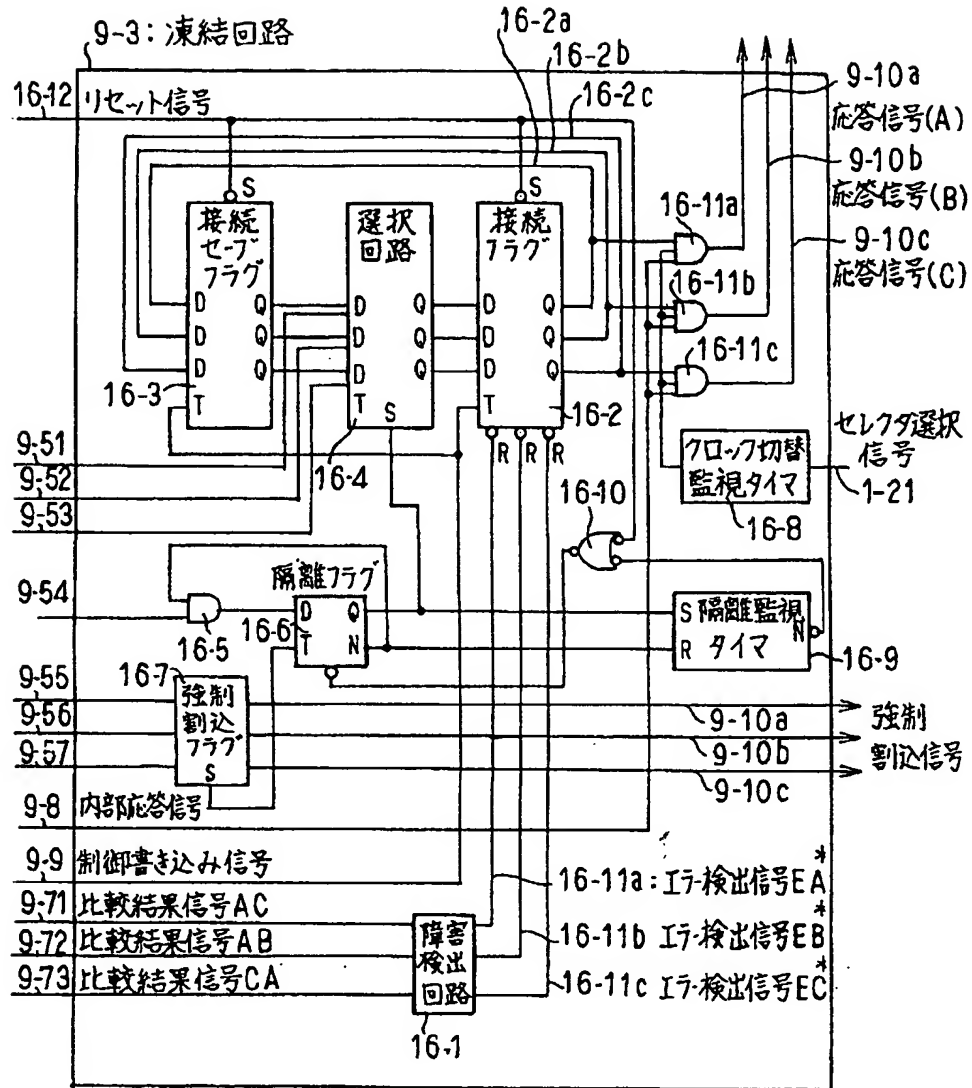 9-3:凍結回路
16-2a
16-2b
16-2c
9-10a
応答信号(A)
9-10b
応答信号(B)
9-10c
応答信号(C)
16-12
リセット信号
S
S
接続
セーブ
フラグ
D
D
D
T
Q
Q
Q
16-3
選択
回路
D
D
D
T
S
Q
Q
Q
16-4
接続
フラグ
D
D
D
T
Q
Q
Q
R
R
R
16-2
16-11a
16-11b
16-11c
クロック切替
監視タイマ
16-8
セレクタ選択
信号
1-21
9-51
9-52
9-53
9-54
16-5
隔離フラグ
D
T
Q
N
16-6
16-10
S隔離監視
R タイマ
N
16-9
9-55
9-56
9-57
16-7
強制
割込
フラグ
S
9-10a
9-10b
9-10c
強制
割込信号
9-8
内部応答信号
9-9
制御書き込み信号
9-71
比較結果信号AC
9-72
比較結果信号AB
9-73
比較結果信号CA
障害
検出
回路
16-1
16-11a:エラー検出信号EA*
16-11b エラー検出信号EB*
16-11c エラー検出信号EC*